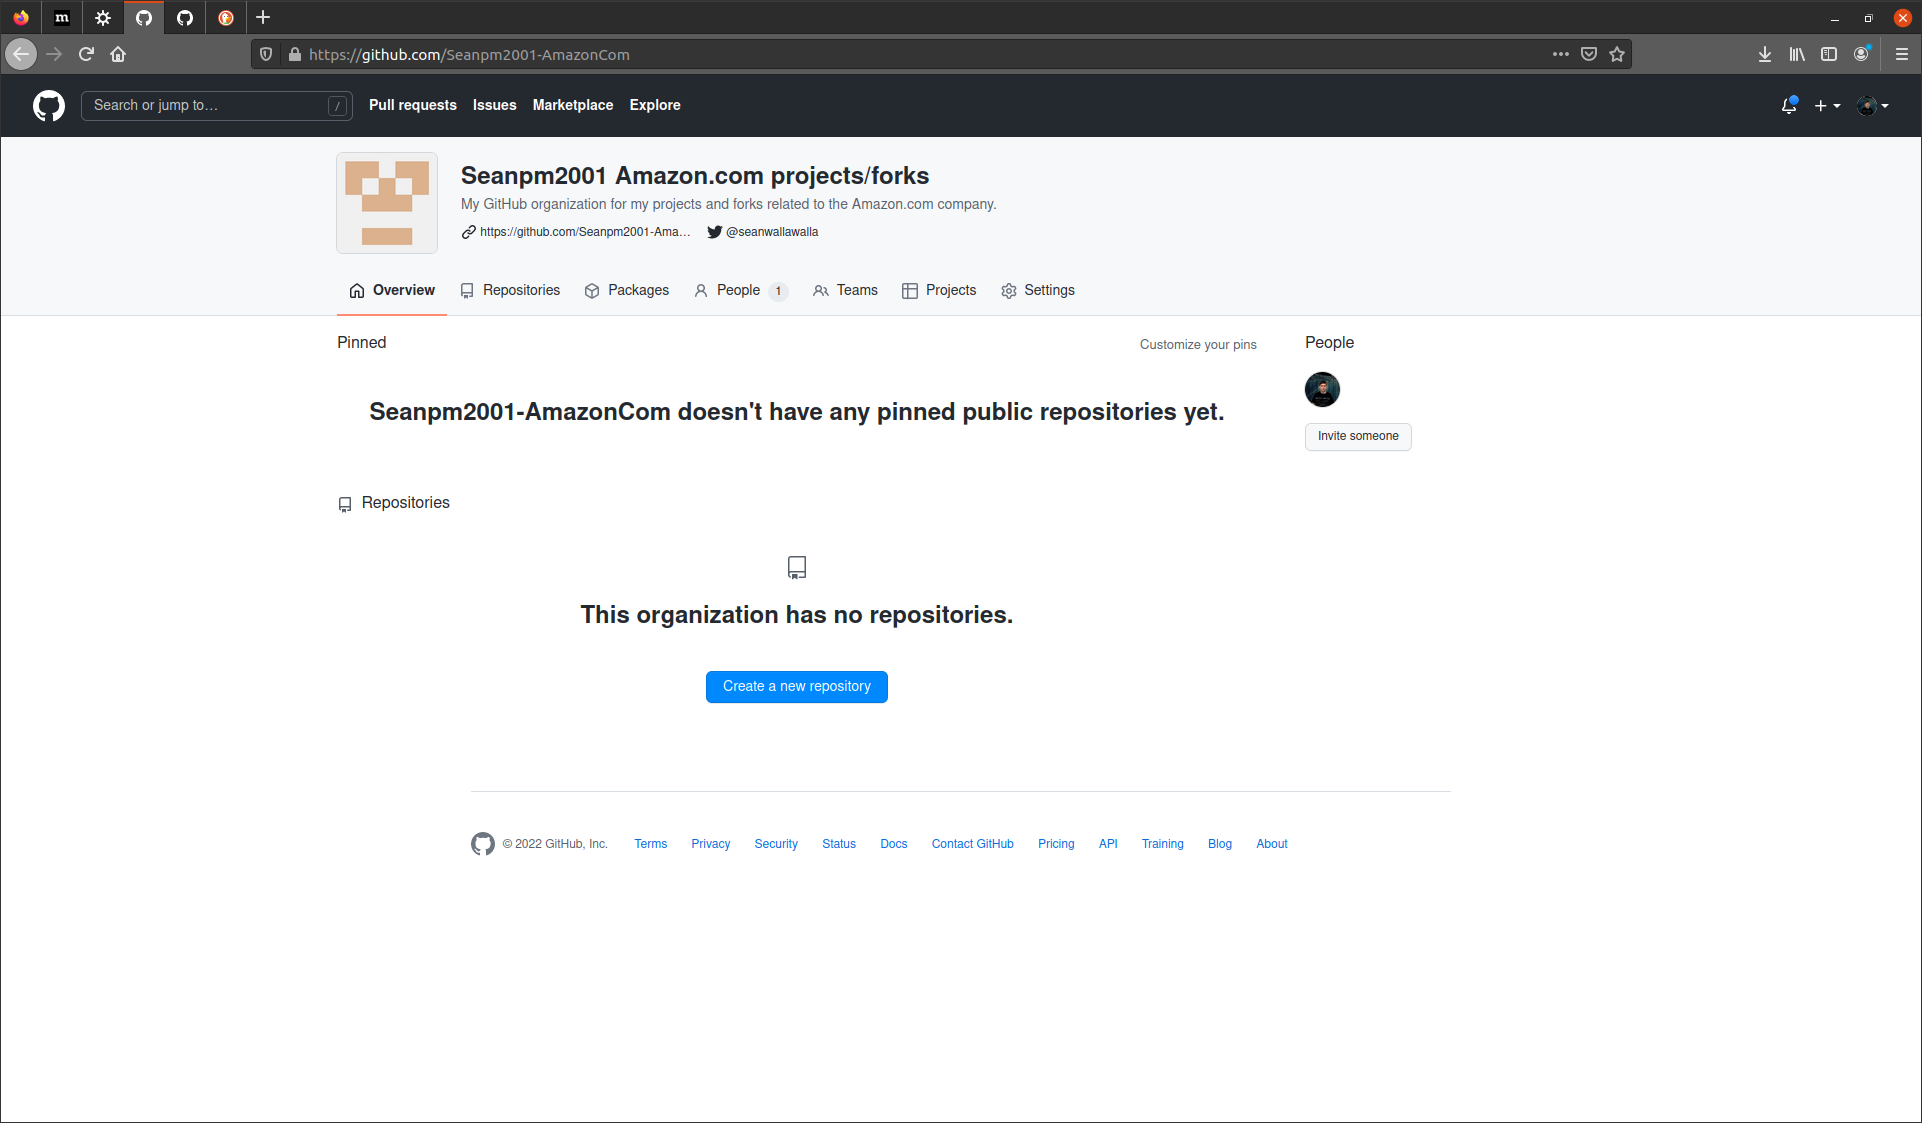 m
https://github.com/Seanpm2001-AmazonCom
Search or jump to… /
Pull requests Issues Marketplace Explore
Seanpm2001 Amazon.com projects/forks
My GitHub organization for my projects and forks related to the Amazon.com company.
https://github.com/Seanpm2001-Ama… @seanwallawalla
Overview Repositories Packages People 1 Teams Projects Settings
Pinned
Customize your pins
People
Seanpm2001-AmazonCom doesn't have any pinned public repositories yet.
Invite someone
Repositories
This organization has no repositories.
Create a new repository
© 2022 GitHub, Inc. Terms Privacy Security Status Docs Contact GitHub Pricing API Training Blog About